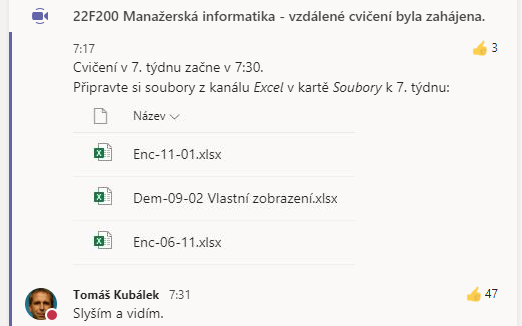 22F200 Manažerská informatika - vzdálené cvičení byla zahájena.
7:17 3
Cvičení v 7. týdnu začne v 7:30.
Připravte si soubory z kanálu Excel v kartě Soubory k 7. týdnu:
Název
Enc-11-01.xlsx
Dem-09-02 Vlastní zobrazení.xlsx
Enc-06-11.xlsx
Tomáš Kubálek 7:31 47
Slyším a vidím.